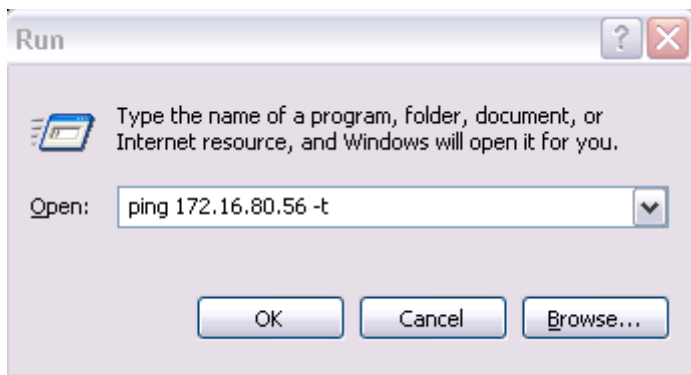 Run
Type the name of a program, folder, document, or
Internet resource, and Windows will open it for you.
Open: ping 172.16.80.56 -t
OK Cancel Browse...